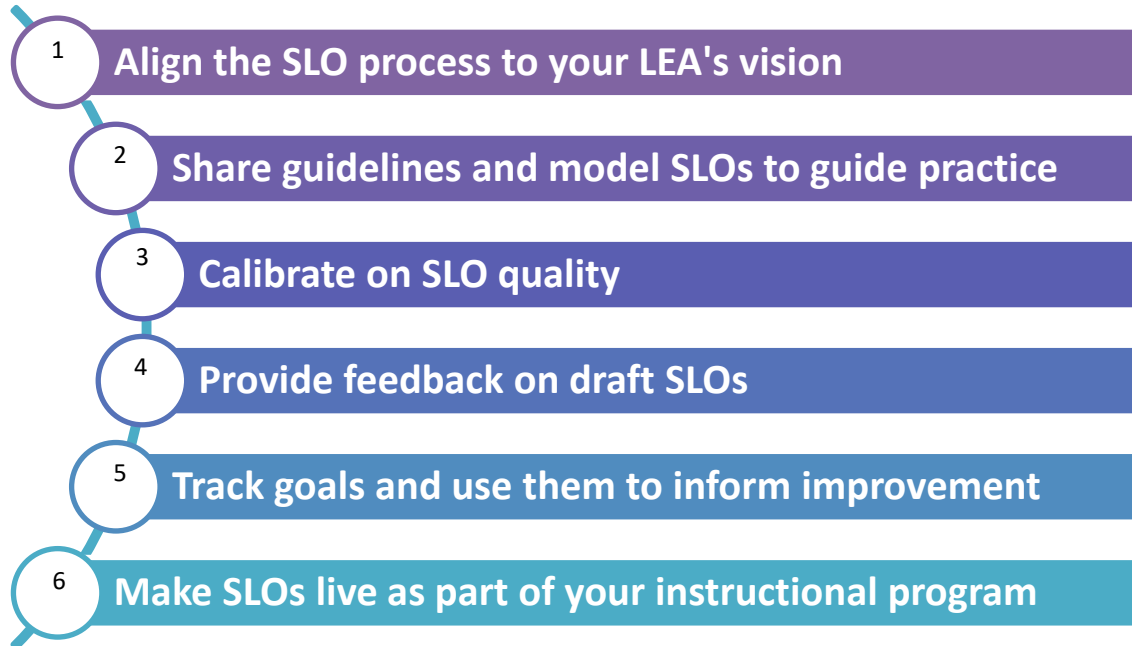 1 Align the SLO process to your LEA's vision
2 Share guidelines and model SLOs to guide practice
3 Calibrate on SLO quality
4 Provide feedback on draft SLOs
5 Track goals and use them to inform improvement
6 Make SLOs live as part of your instructional program